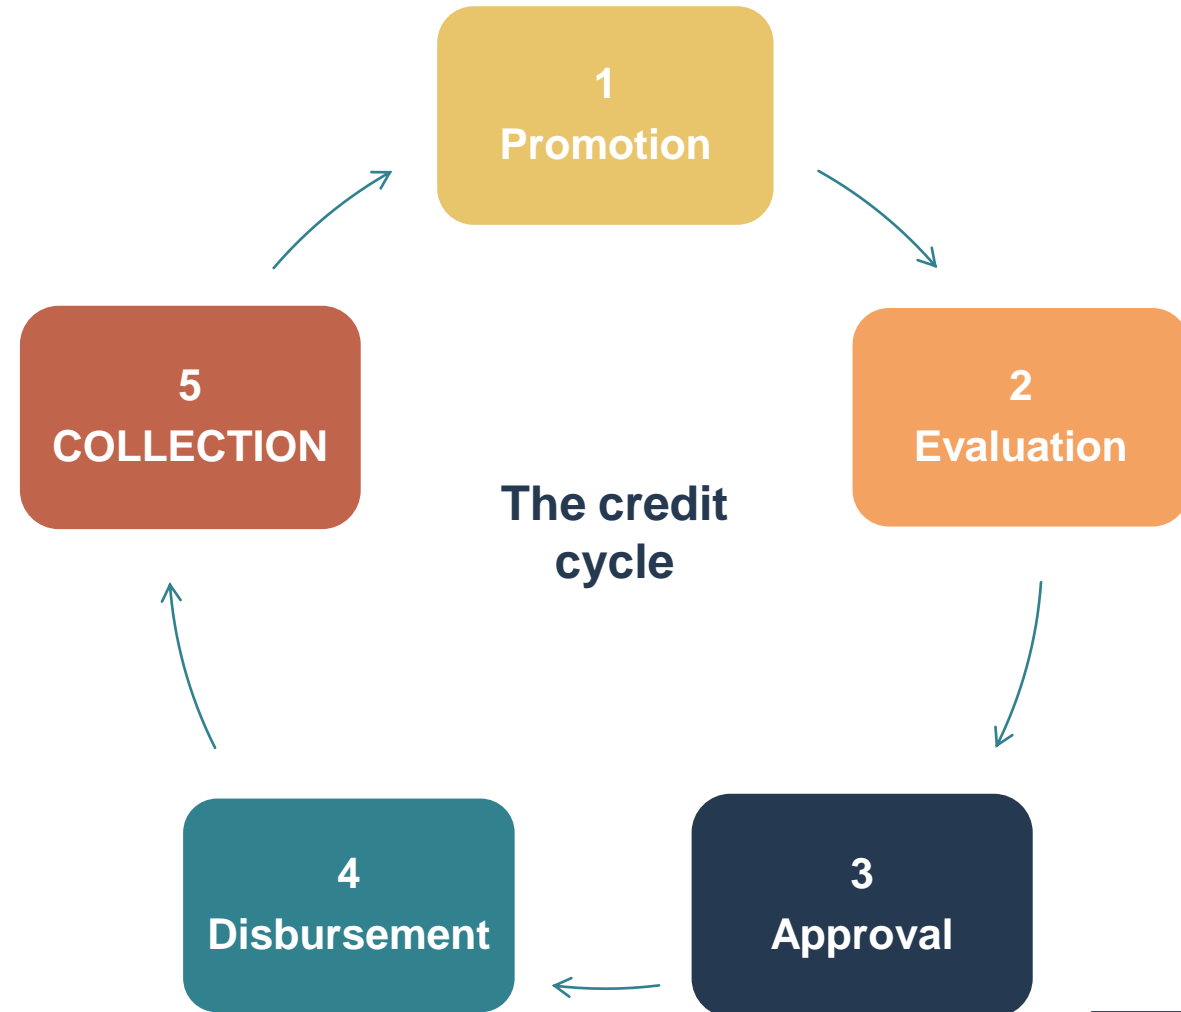 1
Promotion
2
Evaluation
3
Approval
4
Disbursement
5
COLLECTION
The credit
cycle